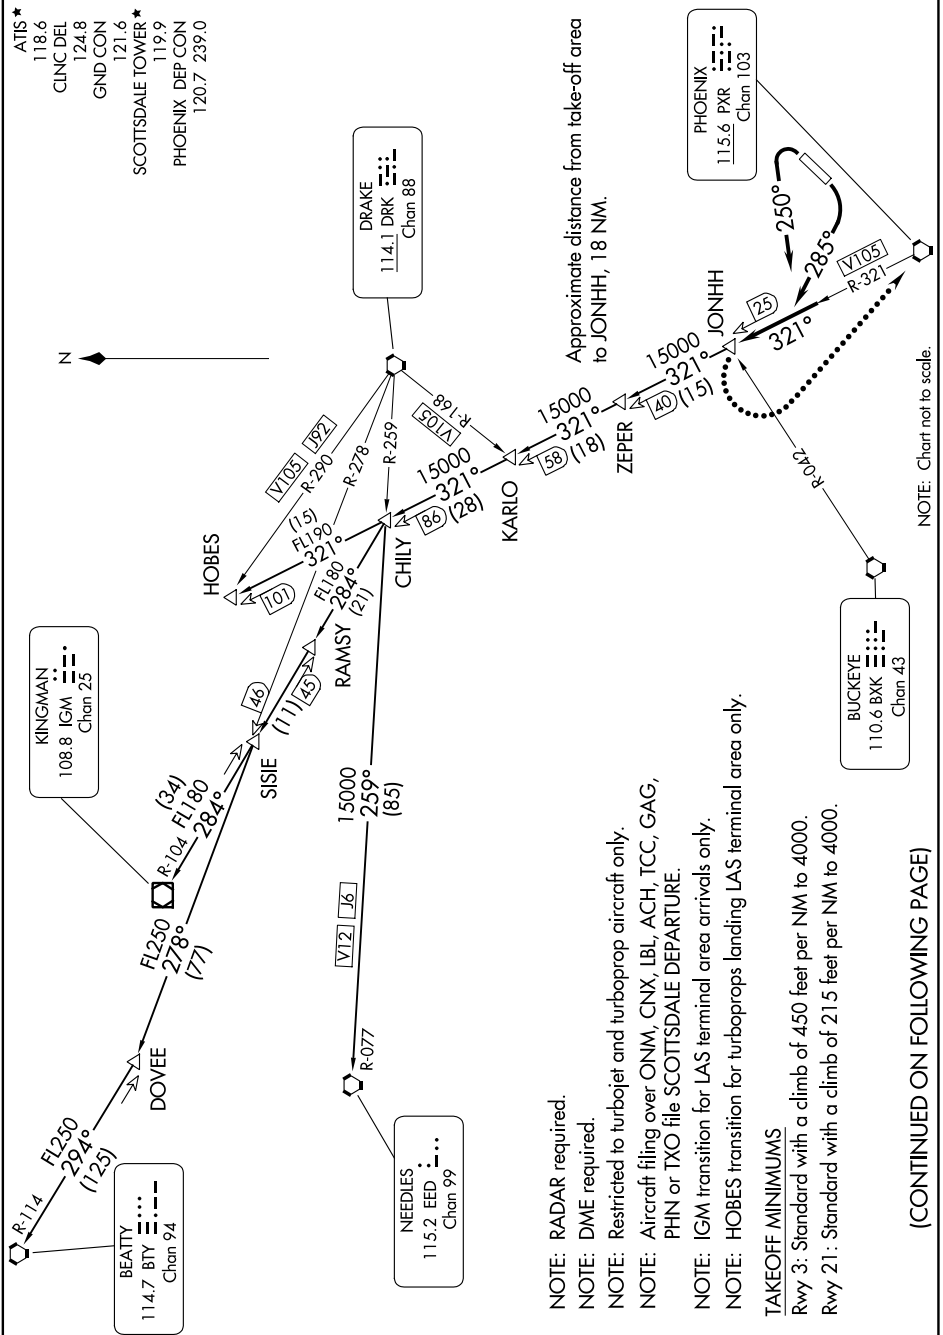 ATIS ★
118.6
CLNC DEL
124.8
GND CON
121.6
SCOTTSDALE TOWER ★
119.9
PHOENIX DEP CON
120.7 239.0
N
DRAKE
114.1 DRK
Chan 88
PHOENIX
115.6 PXR
Chan 103
KINGMAN
108.8 IGM
Chan 25
BEATTY
114.7 BTY
Chan 94
NEEDLES
115.2 EED
Chan 99
BUCKEYE
110.6 BXK
Chan 43
Approximate distance from take-off area
to JONHH, 18 NM.
R-114
FL250
294°
(125)
DOVEE
FL250
278°
(77)
R-104
(34)
FL180
284°
SISIE
46
(11)
45
RAMSY
FL180
284°
(21)
HOBES
101
(15)
FL190
321°
V105
J92
R-290
R-278
R-259
R-168
V105
CHILY
15000
321°
86
(28)
KARLO
15000
321°
58
(18)
ZEPER
15000
321°
40
(15)
JONHH
25
321°
250°
285°
V105
R-321
R-042
R-077
V12
J6
15000
259°
(85)
NOTE: Chart not to scale.
NOTE: RADAR required.
NOTE: DME required.
NOTE: Restricted to turbojet and turboprop aircraft only.
NOTE: Aircraft filing over ONM, CNX, LBL, ACH, TCC, GAG,
PHN or TXO file SCOTTSDALE DEPARTURE.
NOTE: IGM transition for LAS terminal area arrivals only.
NOTE: HOBES transition for turboprops landing LAS terminal area only.
TAKEOFF MINIMUMS
Rwy 3: Standard with a climb of 450 feet per NM to 4000.
Rwy 21: Standard with a climb of 215 feet per NM to 4000.
(CONTINUED ON FOLLOWING PAGE)